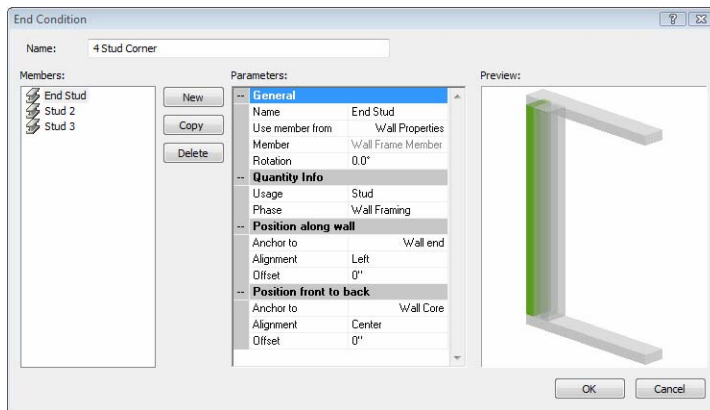 End Condition
Name: 4 Stud Corner
Members:
End Stud
Stud 2
Stud 3
New
Copy
Delete
Parameters:
-- General
Name End Stud
Use member from Wall Properties
Member Wall Frame Member
Rotation 0.0°
-- Quantity Info
Usage Stud
Phase Wall Framing
-- Position along wall
Anchor to Wall end
Alignment Left
Offset 0"
-- Position front to back
Anchor to Wall Core
Alignment Center
Offset 0"
Preview:
OK Cancel